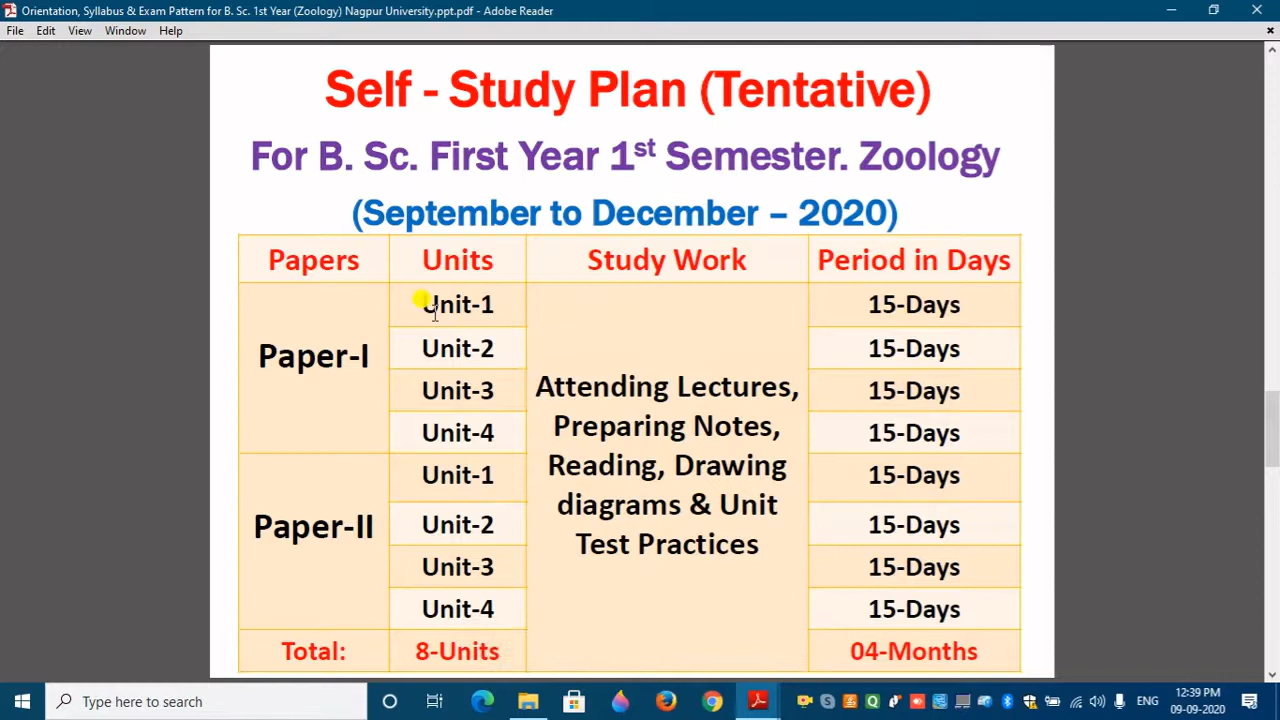 Orientation, Syllabus & Exam Pattern for B. Sc. 1st Year (Zoology) Nagpur University.ppt.pdf - Adobe Reader
File Edit View Window Help
Self - Study Plan (Tentative)
For B. Sc. First Year 1st Semester. Zoology
(September to December – 2020)
Papers Units Study Work Period in Days
Paper-I
Unit-1 15-Days
Unit-2 15-Days
Unit-3 15-Days
Unit-4 15-Days
Attending Lectures,
Preparing Notes,
Reading, Drawing
diagrams & Unit
Test Practices
Paper-II
Unit-1 15-Days
Unit-2 15-Days
Unit-3 15-Days
Unit-4 15-Days
Total: 8-Units 04-Months
Type here to search
ENG
12:39 PM
09-09-2020